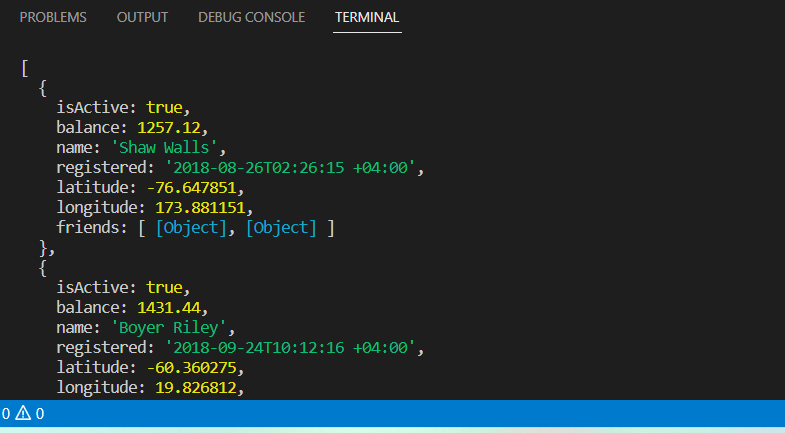 PROBLEMS OUTPUT DEBUG CONSOLE TERMINAL
[
  {
    isActive: true,
    balance: 1257.12,
    name: 'Shaw Walls',
    registered: '2018-08-26T02:26:15 +04:00',
    latitude: -76.647851,
    longitude: 173.881151,
    friends: [ [Object], [Object] ]
  },
  {
    isActive: true,
    balance: 1431.44,
    name: 'Boyer Riley',
    registered: '2018-09-24T10:12:16 +04:00',
    latitude: -60.360275,
    longitude: 19.826812,
0 ⚠ 0